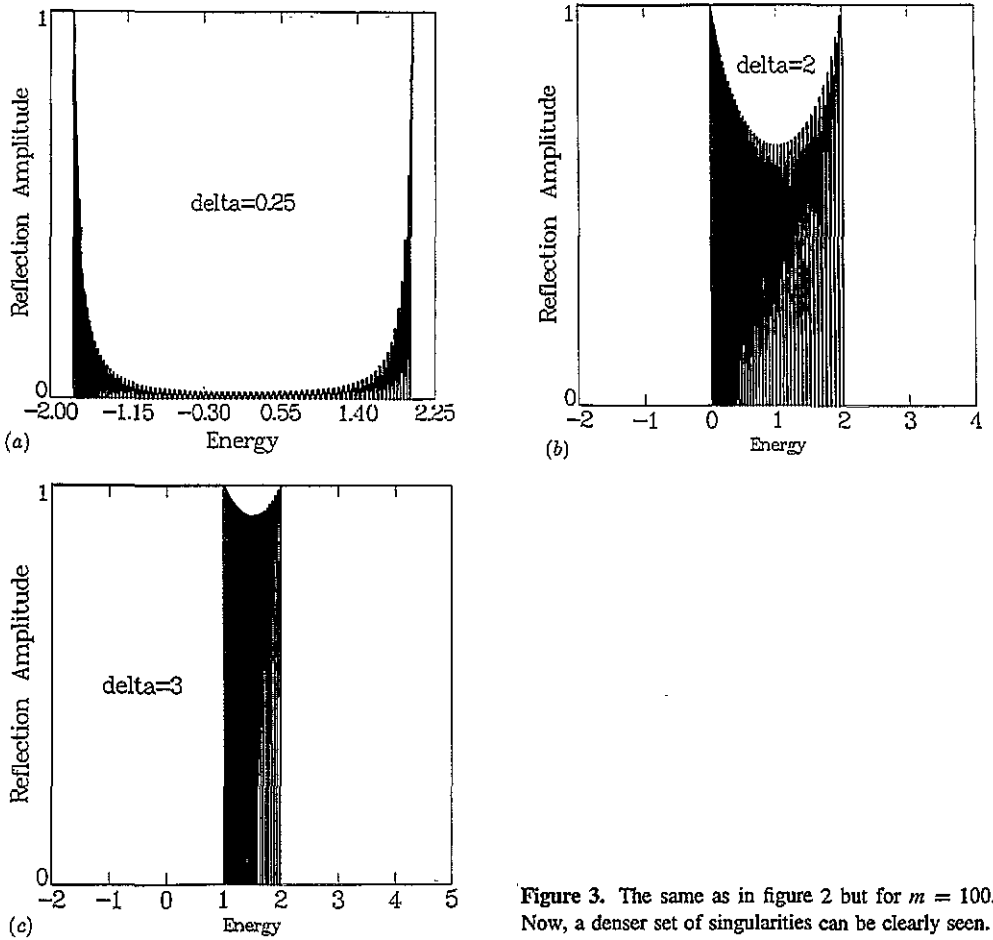 1
Reflection Amplitude
delta=0.25
0
−2.00 −1.15 −0.30 0.55 1.40 2.25
(a) Energy
1
Reflection Amplitude
delta=2
0
−2 −1 0 1 2 3 4
(b) Energy
1
Reflection Amplitude
delta=3
0
−2 −1 0 1 2 3 4 5
(c) Energy
Figure 3. The same as in figure 2 but for m = 100.
Now, a denser set of singularities can be clearly seen.